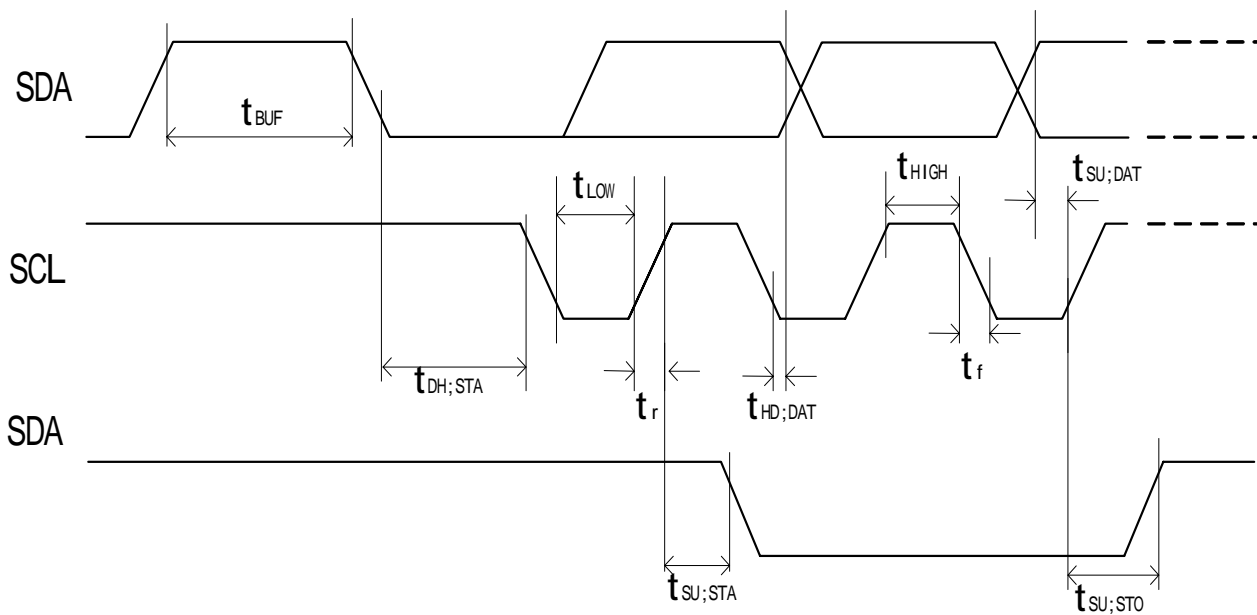 SDA
tBUF
tLOW
tHIGH
tSU;DAT
SCL
tDH;STA
tr
tHD;DAT
tf
SDA
tSU;STA
tSU;STO